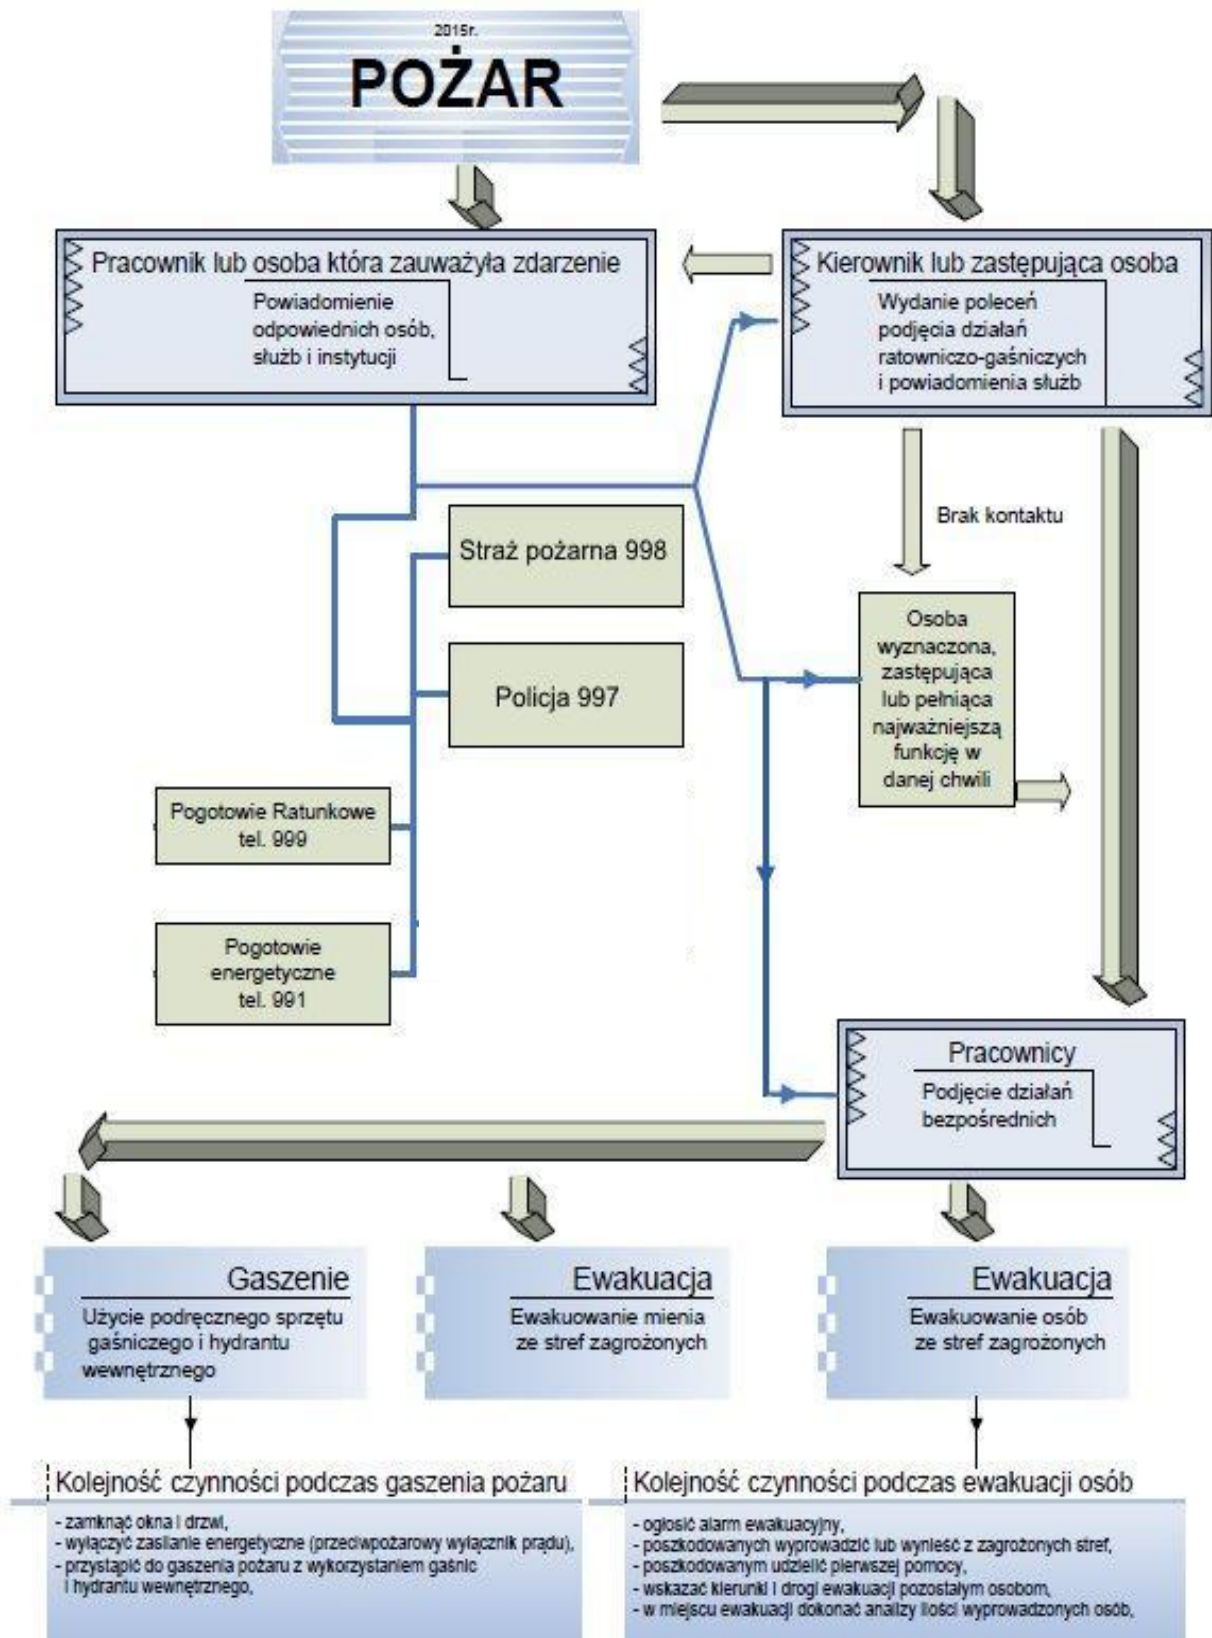 2015r.
POŻAR
Pracownik lub osoba która zauważyła zdarzenie
Powiadomienie
odpowiednich osób,
służb i instytucji
Kierownik lub zastępująca osoba
Wydanie poleceń
podjęcia działań
ratowniczo-gaśniczych
i powiadomienia służb
Brak kontaktu
Straż pożarna 998
Policja 997
Osoba
wyznaczona,
zastępująca
lub pełniąca
najważniejszą
funkcję w
danej chwili
Pogotowie Ratunkowe
tel. 999
Pogotowie
energetyczne
tel. 991
Pracownicy
Podjęcie działań
bezpośrednich
Gaszenie
Użycie podręcznego sprzętu
gaśniczego i hydrantu
wewnętrznego
Ewakuacja
Ewakuowanie mienia
ze stref zagrożonych
Ewakuacja
Ewakuowanie osób
ze stref zagrożonych
Kolejność czynności podczas gaszenia pożaru
- zamknąć okna i drzwi,
- wyłączyć zasilanie energetyczne (przeciwpożarowy wyłącznik prądu),
- przystąpić do gaszenia pożaru z wykorzystaniem gaśnic
i hydrantu wewnętrznego,
Kolejność czynności podczas ewakuacji osób
- ogłosić alarm ewakuacyjny,
- poszkodowanych wyprowadzić lub wynieść z zagrożonych stref,
- poszkodowanym udzielić pierwszej pomocy,
- wskazać kierunki i drogi ewakuacji pozostałym osobom,
- w miejscu ewakuacji dokonać analizy ilości wyprowadzonych osób,